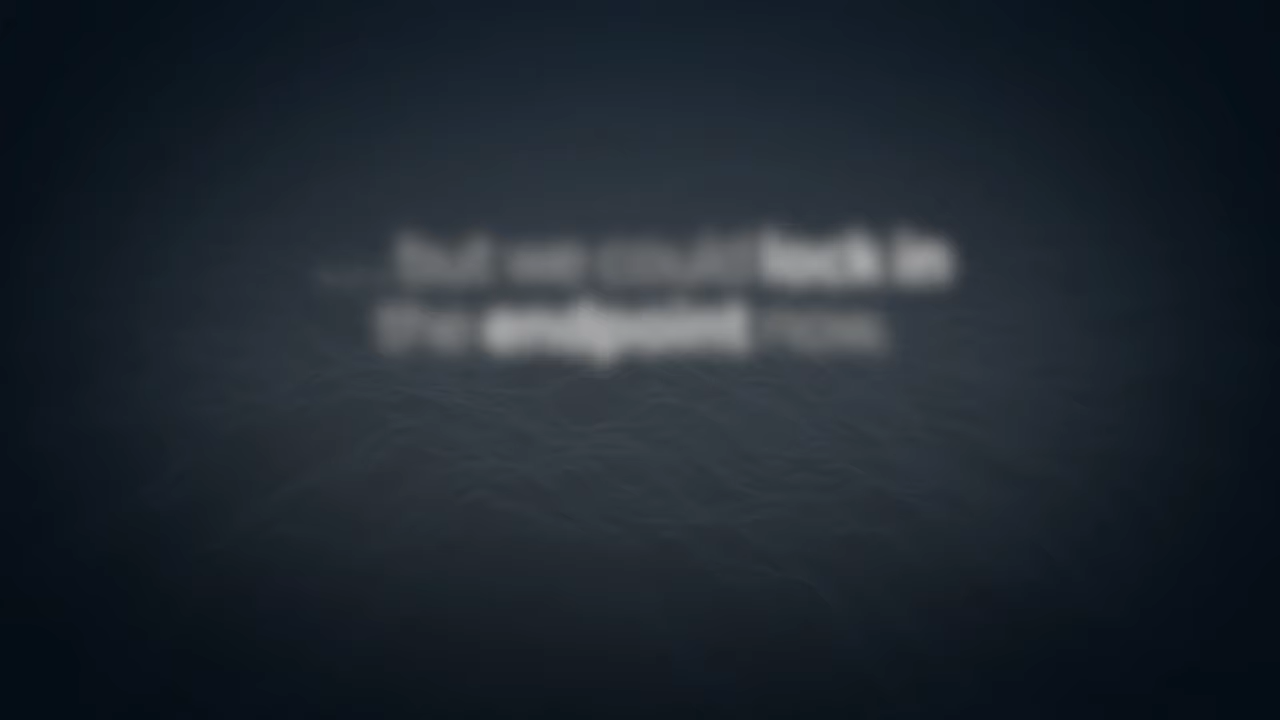 ... but we could lock in
the endpoint now.